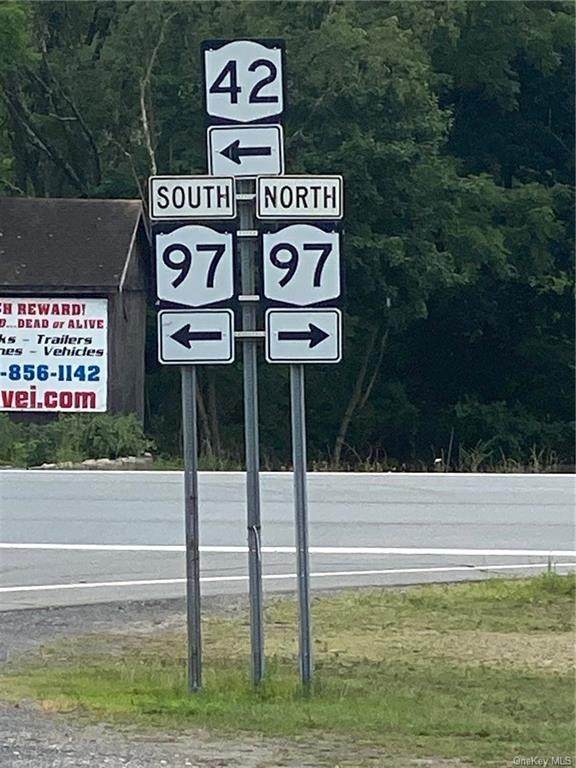 42
SOUTH NORTH
97 97
H REWARD!
...DEAD or ALIVE
ks - Trailers
nes - Vehicles
-856-1142
vei.com
OneKey MLS